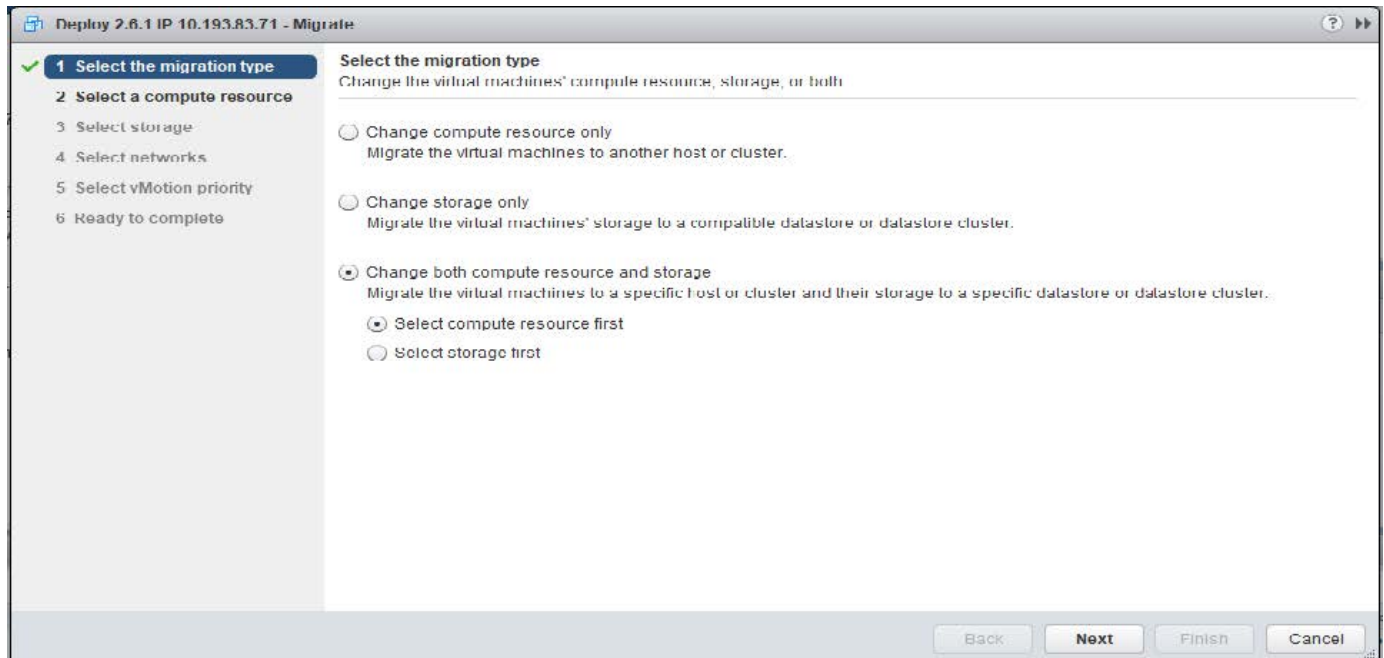 Deploy 2.6.1 IP 10.193.83.71 - Migrate
?
1 Select the migration type
2 Select a compute resource
3 Select storage
4 Select networks
5 Select vMotion priority
6 Ready to complete
Select the migration type
Change the virtual machines' compute resource, storage, or both
Change compute resource only
Migrate the virtual machines to another host or cluster.
Change storage only
Migrate the virtual machines' storage to a compatible datastore or datastore cluster.
Change both compute resource and storage
Migrate the virtual machines to a specific host or cluster and their storage to a specific datastore or datastore cluster.
Select compute resource first
Select storage first
Back
Next
Finish
Cancel